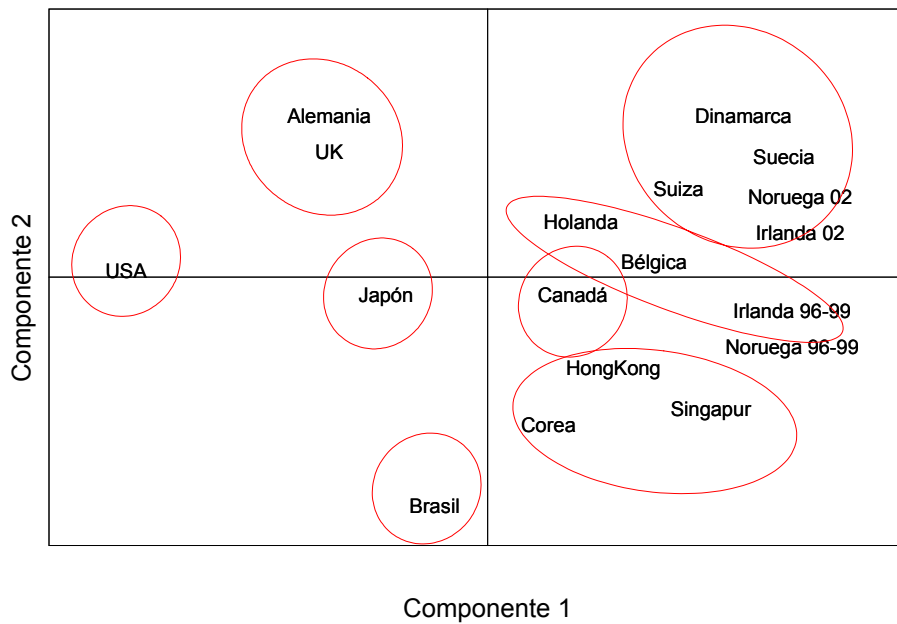 Componente 2
Alemania
UK
USA
Japón
Brasil
Dinamarca
Suecia
Suiza
Noruega 02
Irlanda 02
Holanda
Bélgica
Canadá
Irlanda 96-99
Noruega 96-99
HongKong
Singapur
Corea
Componente 1